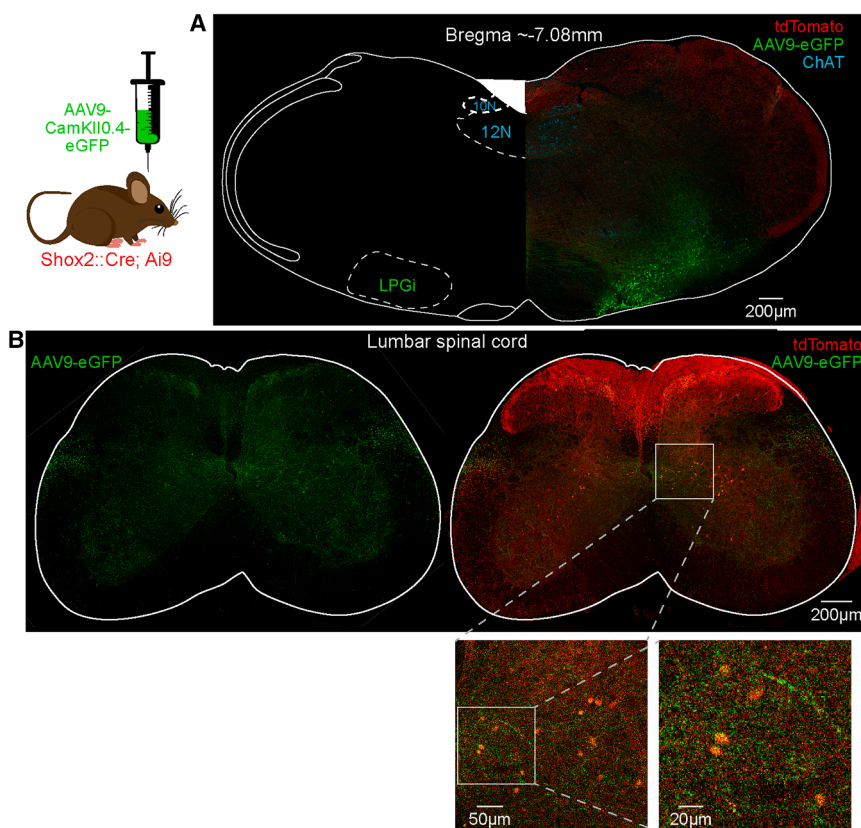 A
Bregma ~-7.08mm
tdTomato
AAV9-eGFP
ChAT
AAV9-
CamKII0.4-
eGFP
10N
12N
Shox2::Cre; Ai9
LPGi
200µm
B
AAV9-eGFP
Lumbar spinal cord
tdTomato
AAV9-eGFP
200µm
50µm
20µm